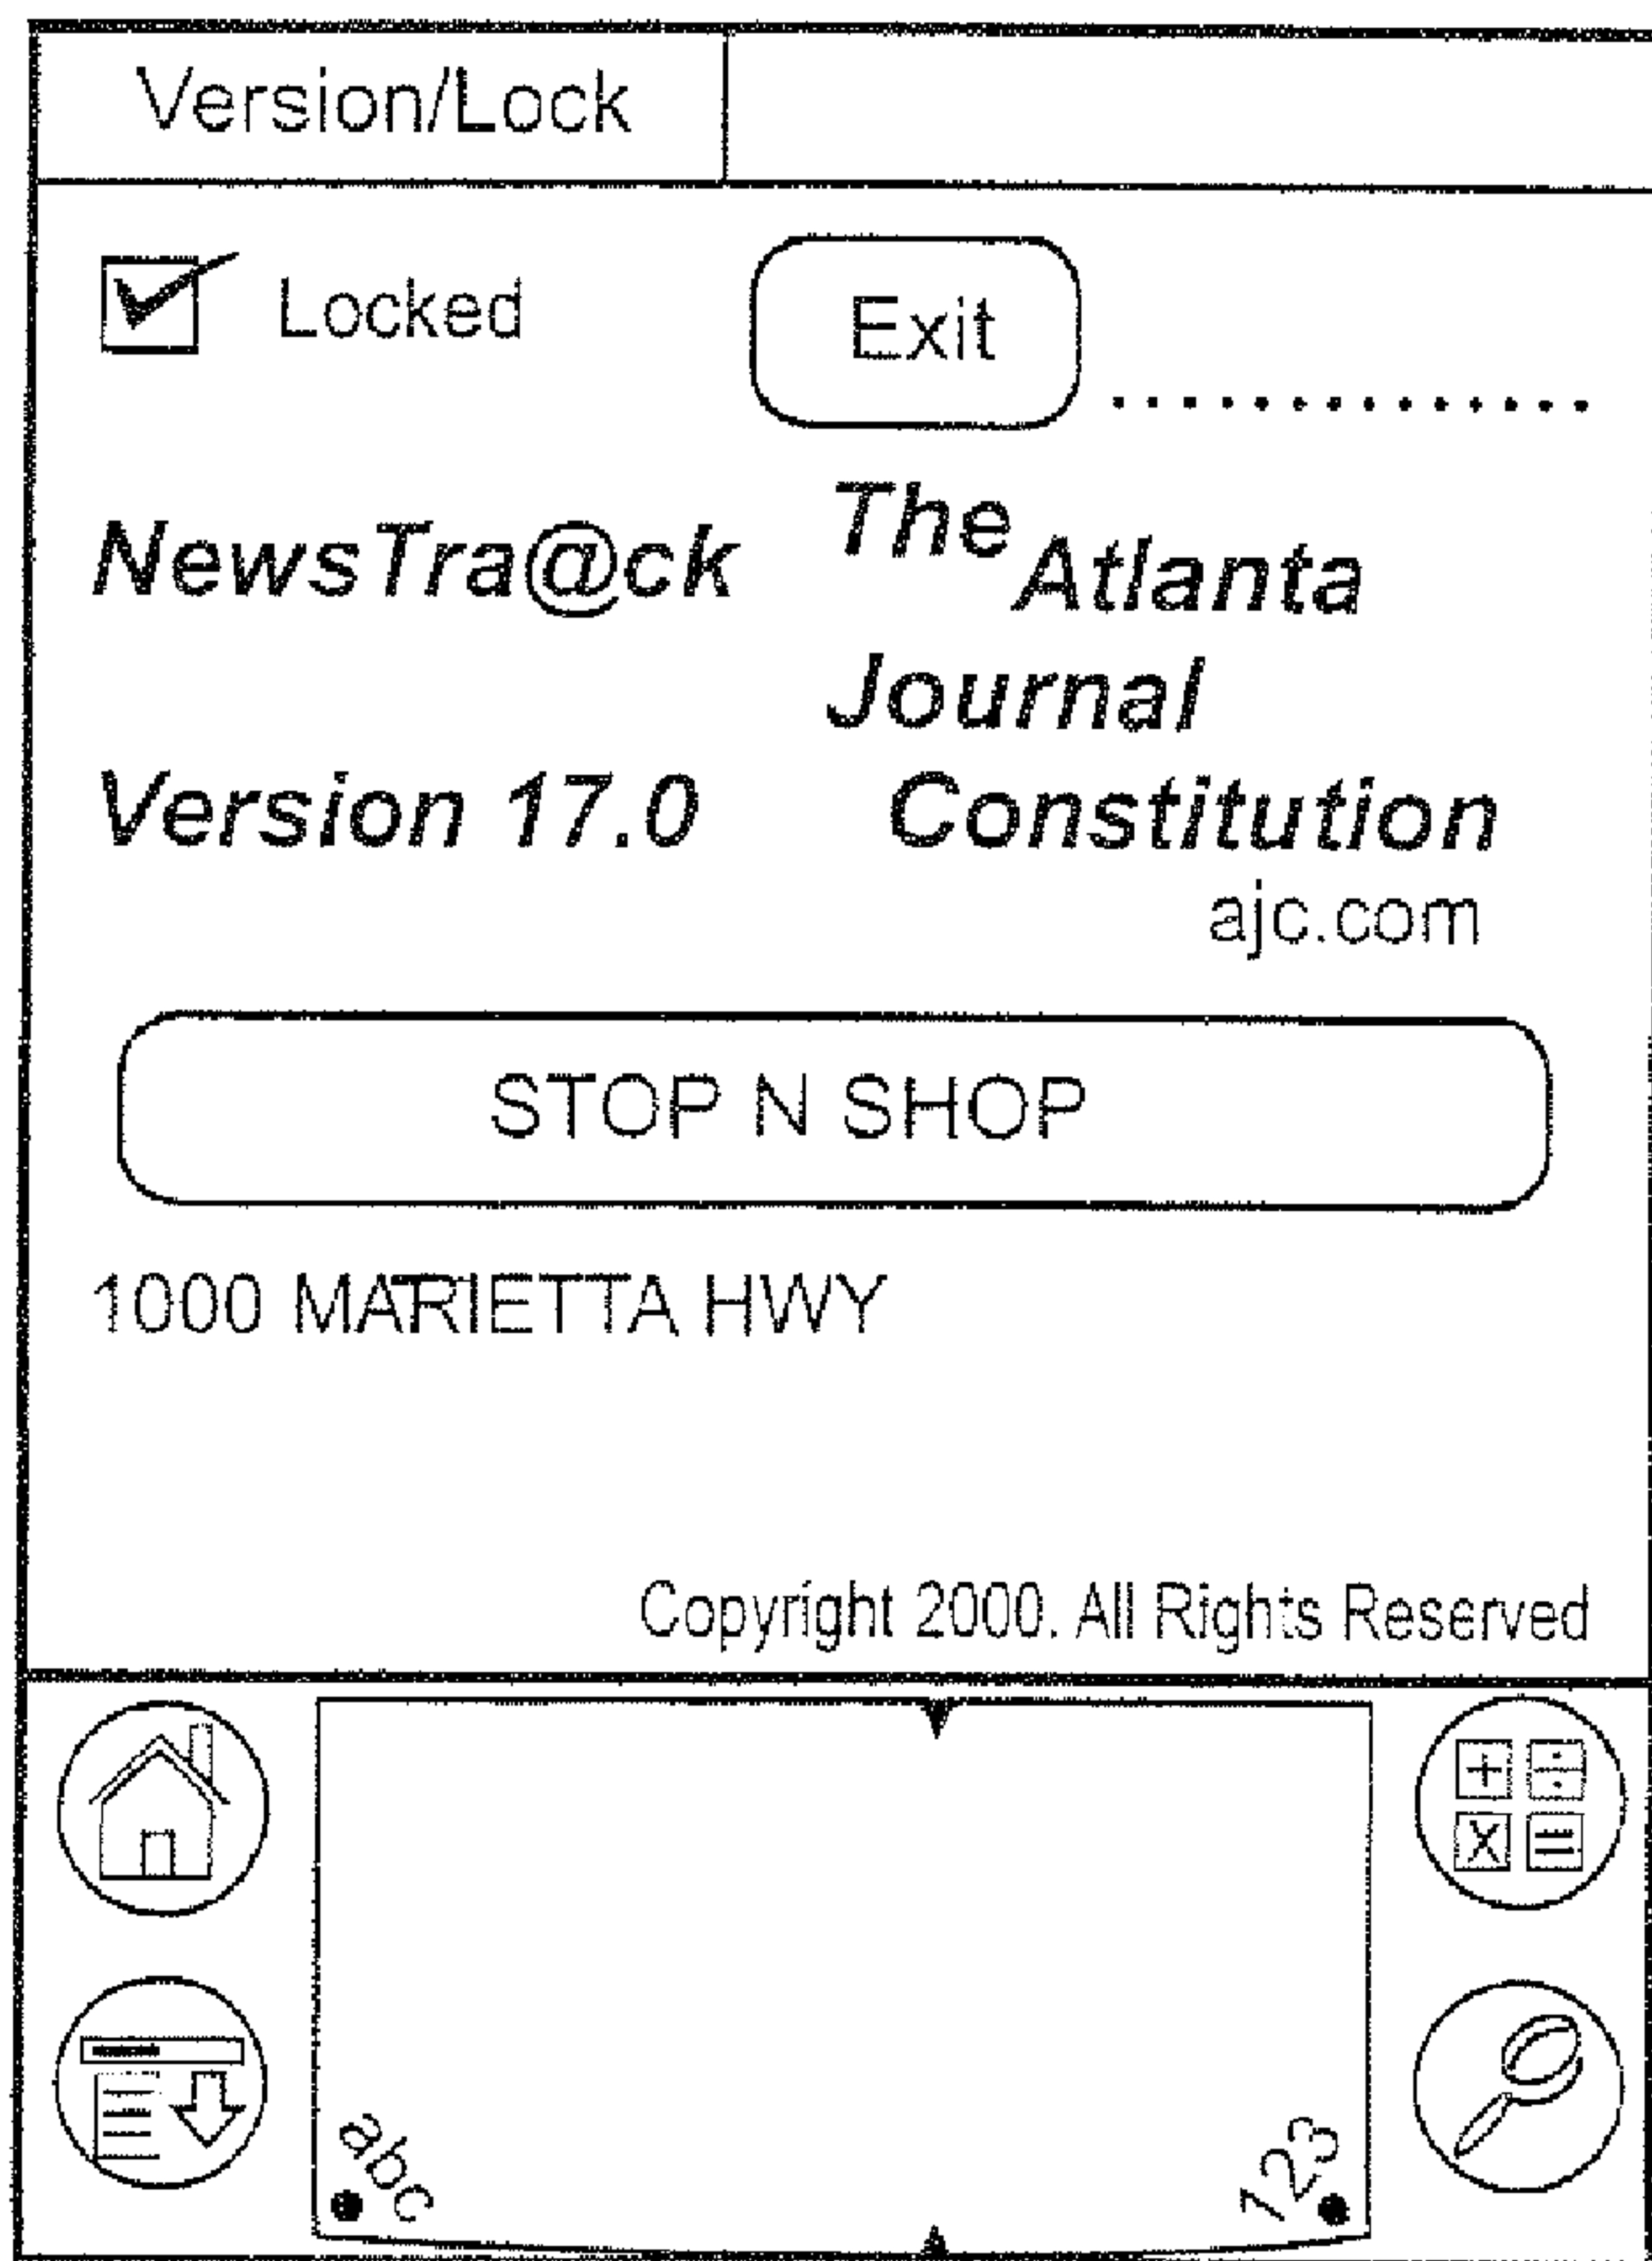 Version/Lock
Locked
Exit
...............
NewsTra@ck
Version 17.0
The Atlanta
Journal
Constitution
ajc.com
STOP N SHOP
1000 MARIETTA HWY
Copyright 2000. All Rights Reserved
+ ÷
X =
abc
123